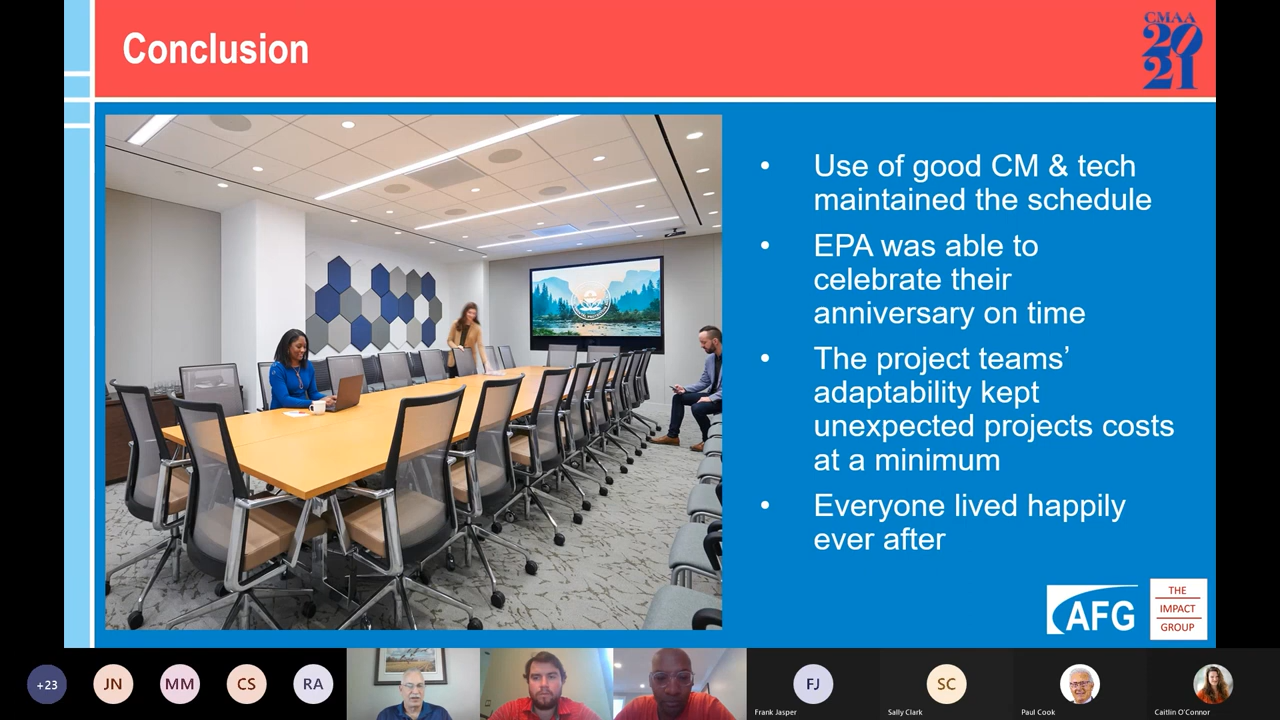 Conclusion
CMAA
20
21
• Use of good CM & tech
maintained the schedule
• EPA was able to
celebrate their
anniversary on time
• The project teams’
adaptability kept
unexpected projects costs
at a minimum
• Everyone lived happily
ever after
AFG
THE
IMPACT
GROUP
+23
JN
MM
CS
RA
FJ
SC
Frank Jasper
Sally Clark
Paul Cook
Caitlin O'Connor